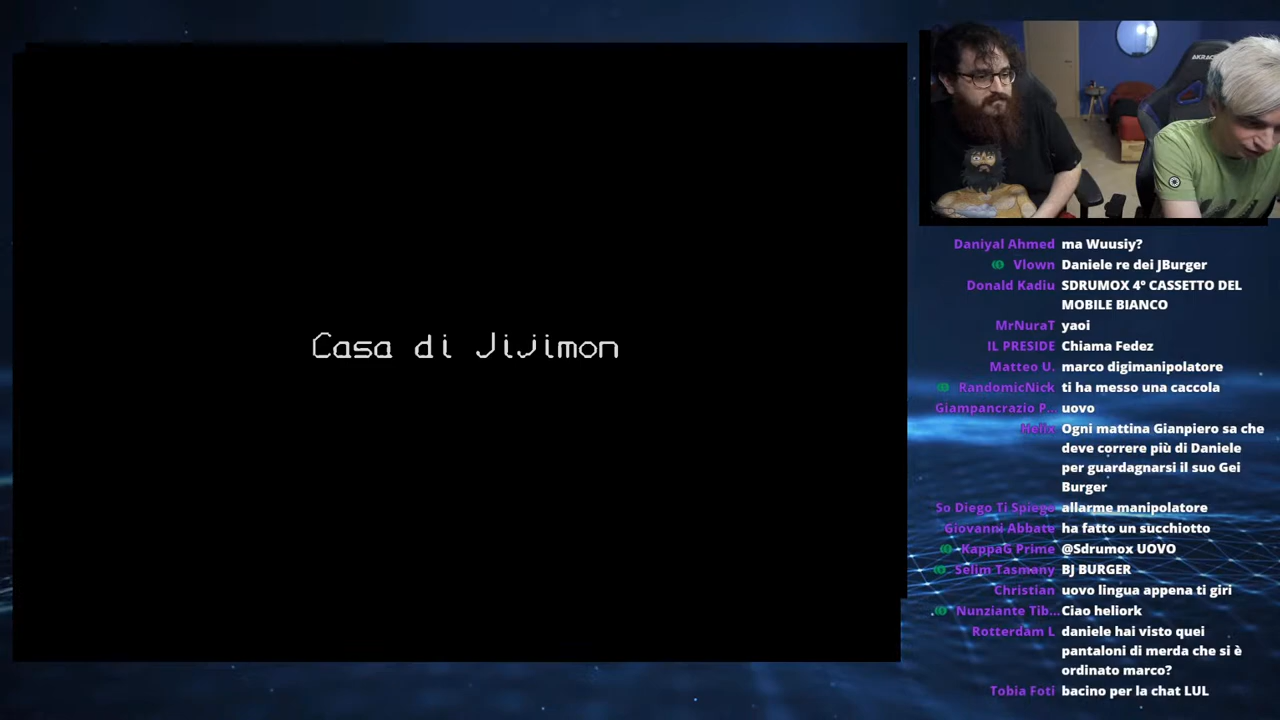 Casa di Jijimon
AKRACING
Daniyal Ahmed ma Wuusiy?
Vlown Daniele re dei JBurger
Donald Kadiu SDRUMOX 4° CASSETTO DEL
MOBILE BIANCO
MrNuraT yaoi
IL PRESIDE Chiama Fedez
Matteo U. marco digimanipolatore
RandomicNick ti ha messo una caccola
Giampancrazio P... uovo
Helix Ogni mattina Gianpiero sa che
deve correre più di Daniele
per guardagnarsi il suo Gei
Burger
So Diego Ti Spiego allarme manipolatore
Giovanni Abbate ha fatto un succhiotto
KappaG Prime @Sdrumox UOVO
Selim Tasmany BJ BURGER
Christian uovo lingua appena ti giri
Nunziante Tib... Ciao heliork
Rotterdam L daniele hai visto quei
pantaloni di merda che si è
ordinato marco?
Tobia Foti bacino per la chat LUL